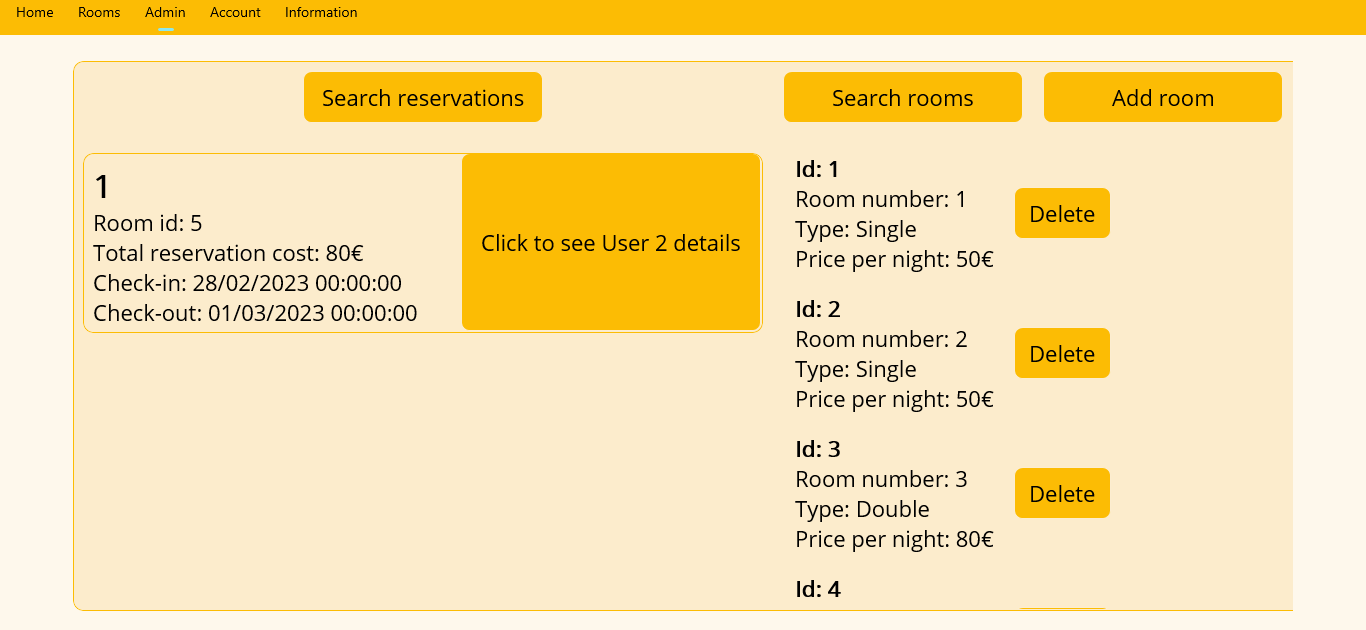 Home Rooms Admin Account Information
Search reservations
Search rooms
Add room
1
Room id: 5
Total reservation cost: 80€
Check-in: 28/02/2023 00:00:00
Check-out: 01/03/2023 00:00:00
Click to see User 2 details
Id: 1
Room number: 1
Type: Single
Price per night: 50€
Delete
Id: 2
Room number: 2
Type: Single
Price per night: 50€
Delete
Id: 3
Room number: 3
Type: Double
Price per night: 80€
Delete
Id: 4